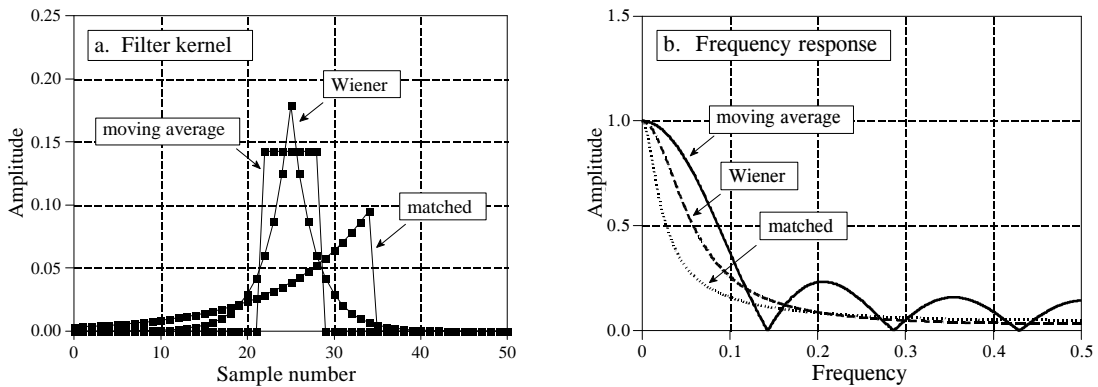 a. Filter kernel
Amplitude
0.25
0.20
0.15
0.10
0.05
0.00
Wiener
moving average
matched
0
10
20
30
40
50
Sample number
b. Frequency response
Amplitude
1.5
1.0
0.5
0.0
moving average
Wiener
matched
0
0.1
0.2
0.3
0.4
0.5
Frequency